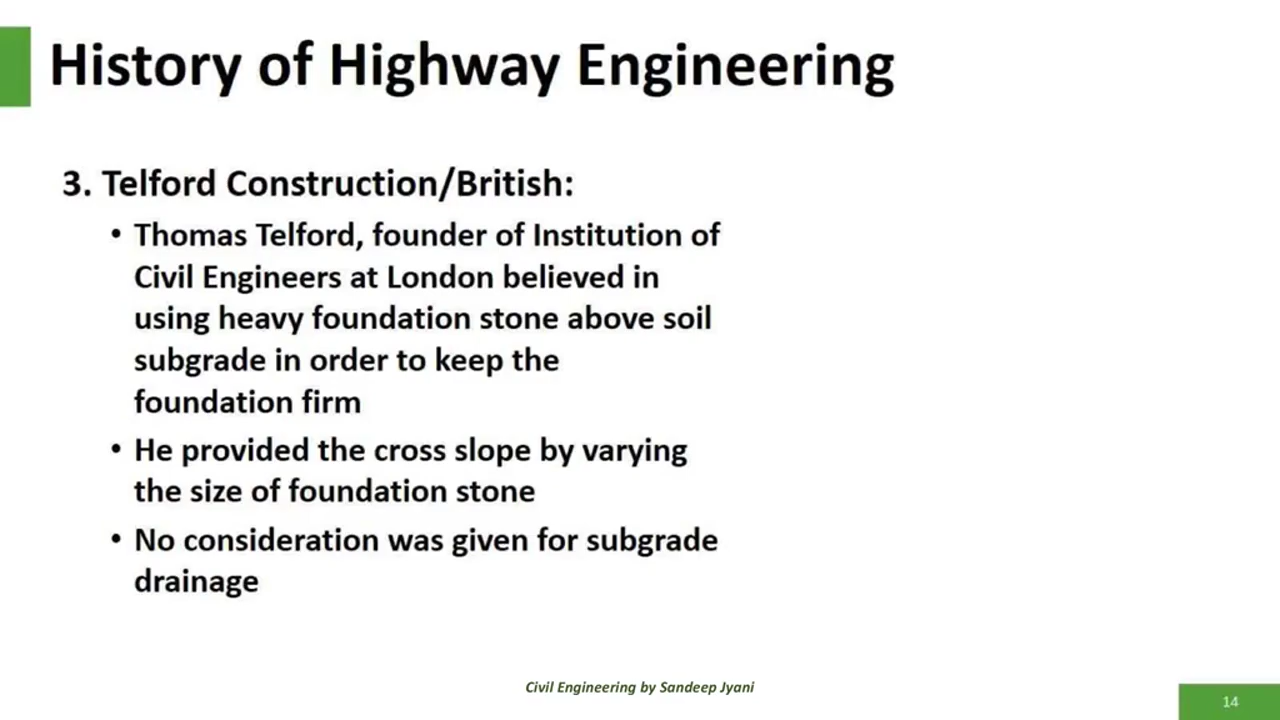 History of Highway Engineering
3. Telford Construction/British:
• Thomas Telford, founder of Institution of
Civil Engineers at London believed in
using heavy foundation stone above soil
subgrade in order to keep the
foundation firm
• He provided the cross slope by varying
the size of foundation stone
• No consideration was given for subgrade
drainage
Civil Engineering by Sandeep Jyani
14